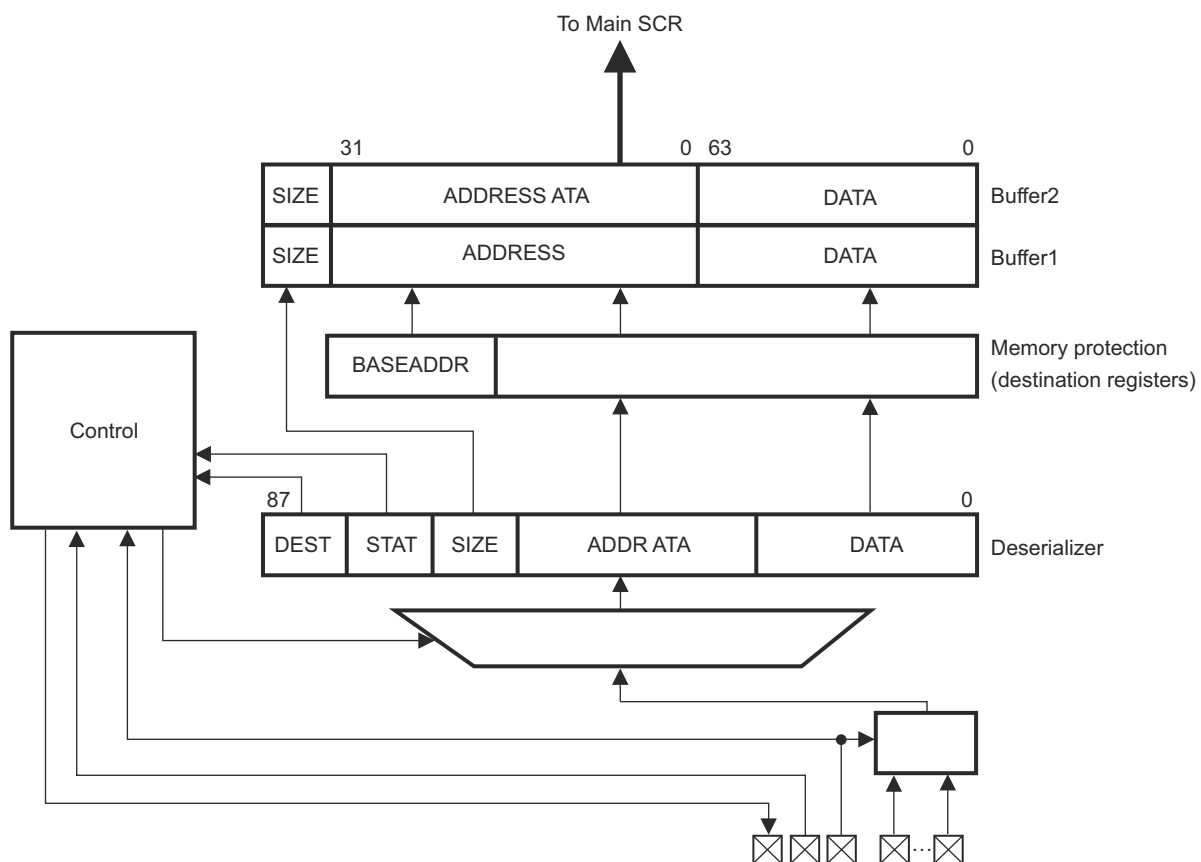 To Main SCR
31 0 63 0
SIZE ADDRESS ATA DATA Buffer2
SIZE ADDRESS DATA Buffer1
BASEADDR Memory protection
(destination registers)
Control
87 0
DEST STAT SIZE ADDR ATA DATA Deserializer
...